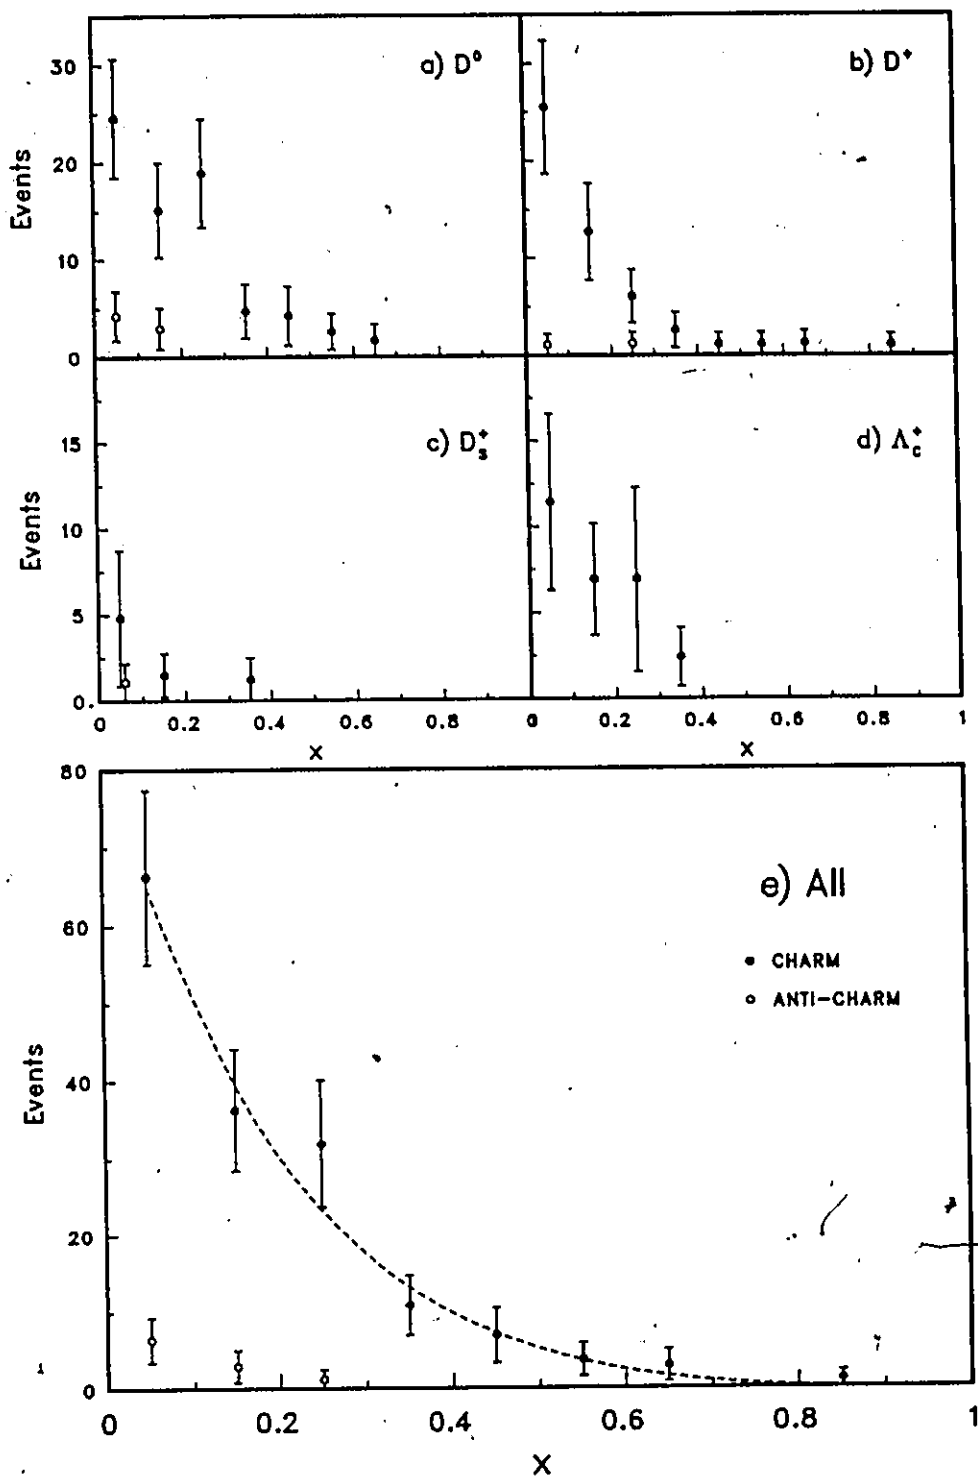 a) D⁰
b) D⁺
30
20
10
0
Events
c) Dₛ⁺
d) Λc⁺
15
10
5
0.
Events
0 0.2 0.4 0.6 0.8 0 0.2 0.4 0.6 0.8 1
X X
80
60
40
20
0
Events
e) All
CHARM
ANTI-CHARM
0 0.2 0.4 0.6 0.8 1
X